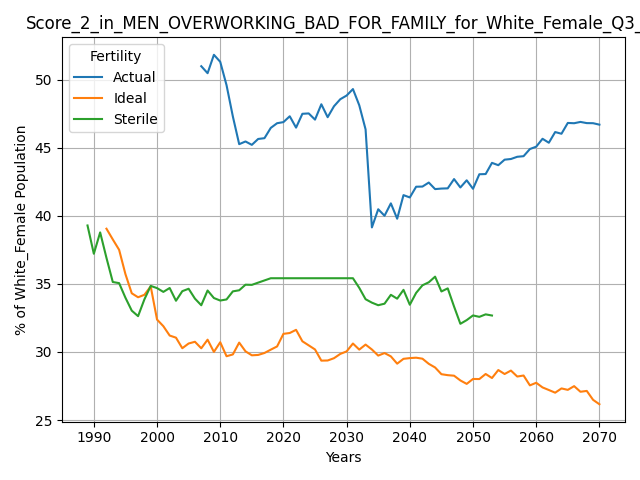 Score_2_in_MEN_OVERWORKING_BAD_FOR_FAMILY_for_White_Female_Q3_
Fertility
Actual
Ideal
Sterile
% of White_Female Population
50
45
40
35
30
25
1990 2000 2010 2020 2030 2040 2050 2060 2070
Years